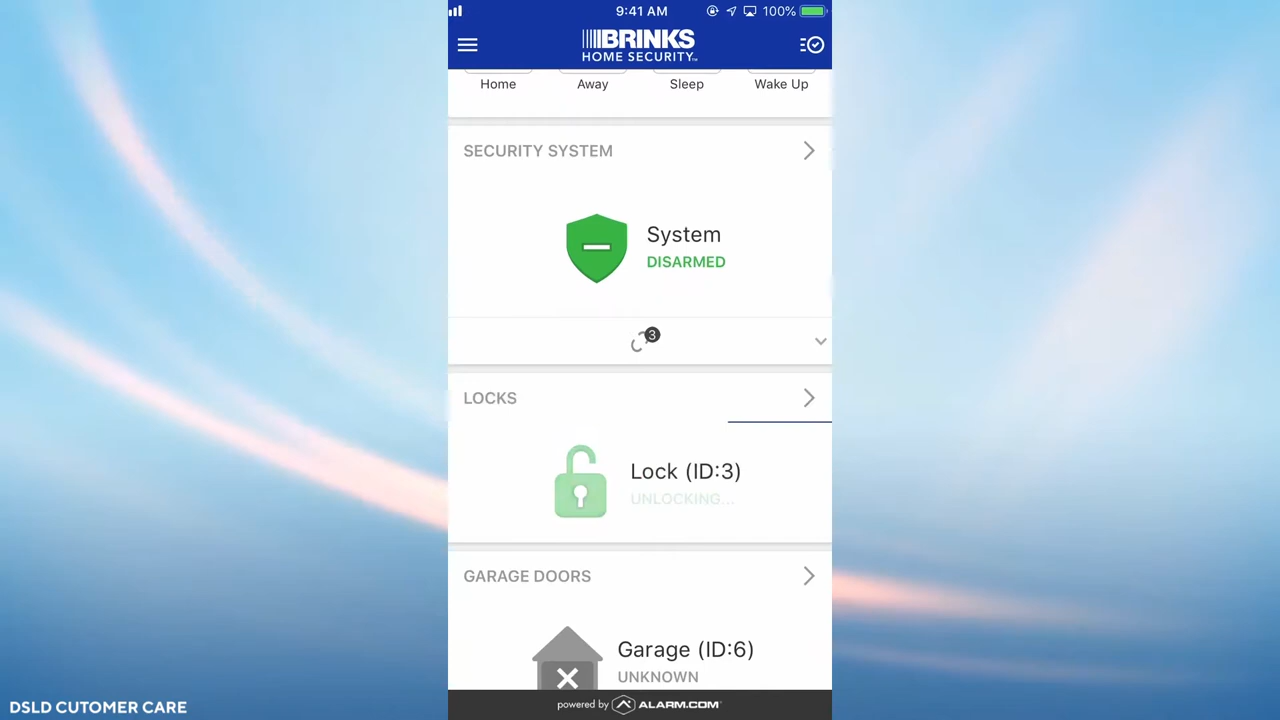 9:41 AM
100%
BRINKS
HOME SECURITY™
Home
Away
Sleep
Wake Up
SECURITY SYSTEM
System
DISARMED
3
LOCKS
Lock (ID:3)
UNLOCKING...
GARAGE DOORS
Garage (ID:6)
UNKNOWN
powered by ALARM.COM®
DSLD CUTOMER CARE